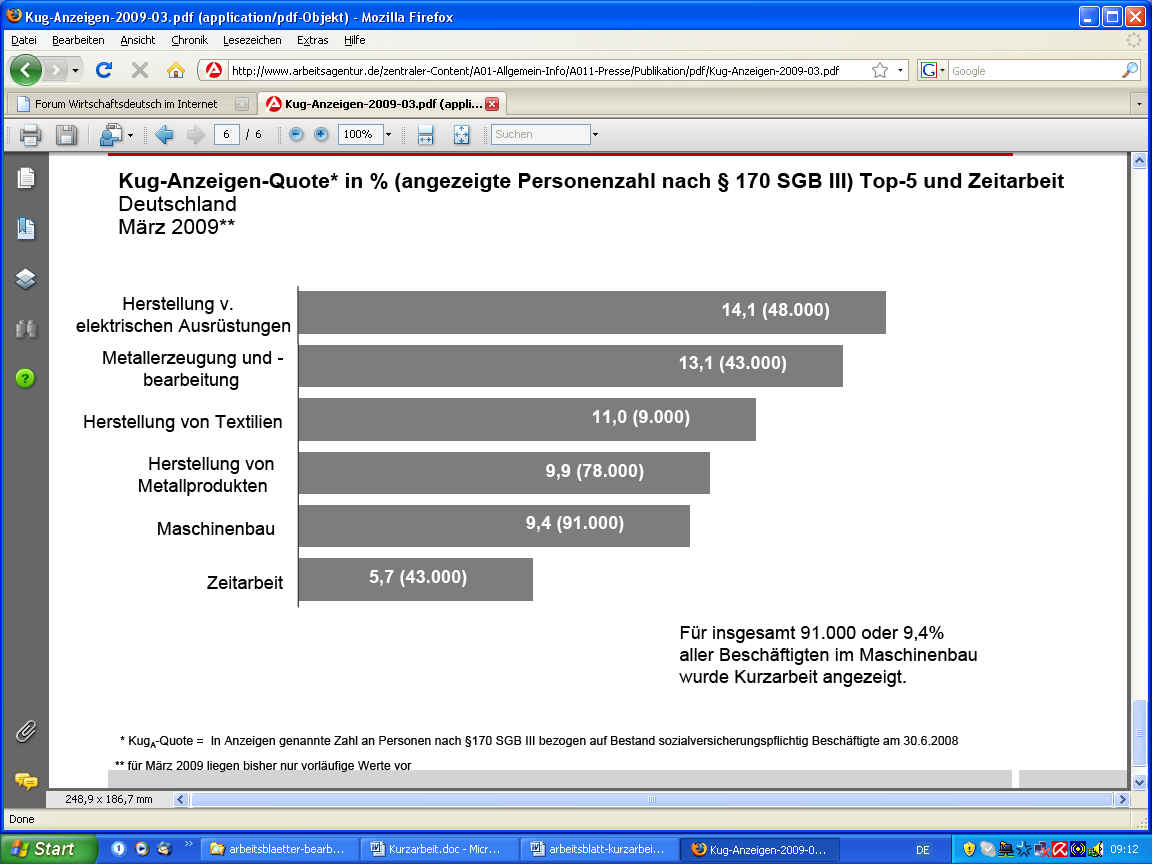 Kug-Anzeigen-2009-03.pdf (application/pdf-Objekt) - Mozilla Firefox
Datei Bearbeiten Ansicht Chronik Lesezeichen Extras Hilfe
http://www.arbeitsagentur.de/zentraler-Content/A01-Allgemein-Info/A011-Presse/Publikation/pdf/Kug-Anzeigen-2009-03.pdf
G Google
Forum Wirtschaftsdeutsch im Internet
Kug-Anzeigen-2009-03.pdf (appli...
6 / 6 100% Suchen
Kug-Anzeigen-Quote* in % (angezeigte Personenzahl nach § 170 SGB III) Top-5 und Zeitarbeit
Deutschland
März 2009**
Herstellung v.
elektrischen Ausrüstungen
14,1 (48.000)
Metallerzeugung und -
bearbeitung
13,1 (43.000)
Herstellung von Textilien
11,0 (9.000)
Herstellung von
Metallprodukten
9,9 (78.000)
Maschinenbau
9,4 (91.000)
Zeitarbeit
5,7 (43.000)
Für insgesamt 91.000 oder 9,4%
aller Beschäftigten im Maschinenbau
wurde Kurzarbeit angezeigt.
* KugA-Quote = In Anzeigen genannte Zahl an Personen nach §170 SGB III bezogen auf Bestand sozialversicherungspflichtig Beschäftigte am 30.6.2008
** für März 2009 liegen bisher nur vorläufige Werte vor
248,9 x 186,7 mm
Done
Start
arbeitsblaetter-bearb...
Kurzarbeit.doc - Micr...
arbeitsblatt-kurzarbei...
Kug-Anzeigen-2009-0...
DE
09:12